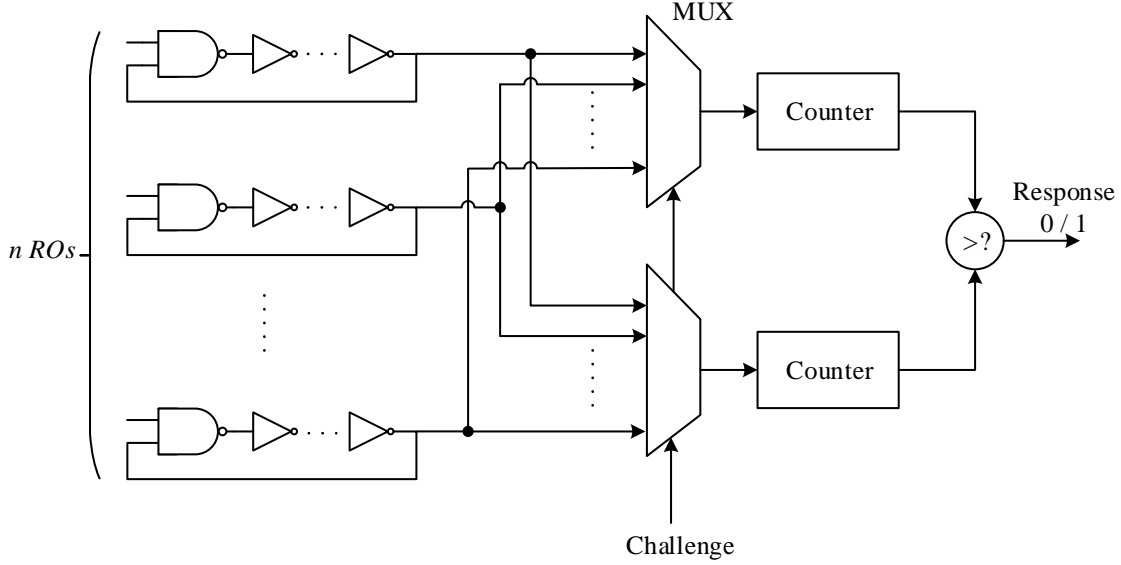 MUX
Counter
Response
0 / 1
n ROs
>?
Counter
Challenge